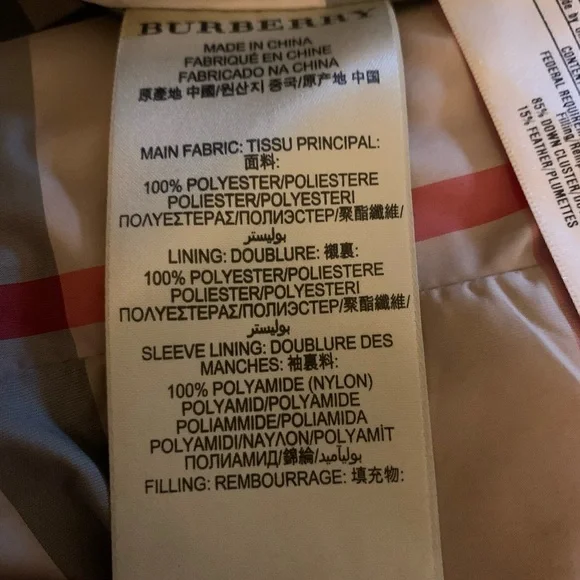 BURBERRY
MADE IN CHINA
FABRIQUÉ EN CHINE
FABRICADO NA CHINA
原產地 中國/원산지 중국/原产地 中国
MAIN FABRIC: TISSU PRINCIPAL:
面料:
100% POLYESTER/POLIESTERE
POLIESTER/POLYESTERI
ΠΟΛΥΕΣΤΕΡΑΣ/ПОЛИЭСТЕР/聚酯纖維/
بوليستر
LINING: DOUBLURE: 襯裏:
100% POLYESTER/POLIESTERE
POLIESTER/POLYESTERI
ΠΟΛΥΕΣΤΕΡΑΣ/ПОЛИЭСТЕР/聚酯纖維/
بوليستر
SLEEVE LINING: DOUBLURE DES
MANCHES: 袖裏料:
100% POLYAMIDE (NYLON)
POLYAMID/POLYAMIDE
POLIAMMIDE/POLIAMIDA
POLYAMIDI/ΝΑΥΛΟΝ/POLYAMİT
ПОЛИАМИД/錦綸/بوليآميد
FILLING: REMBOURRAGE: 填充物:
FEDERAL REQUIRE
85% DOWN CLUSTER
15% FEATHER/PLUMETTES